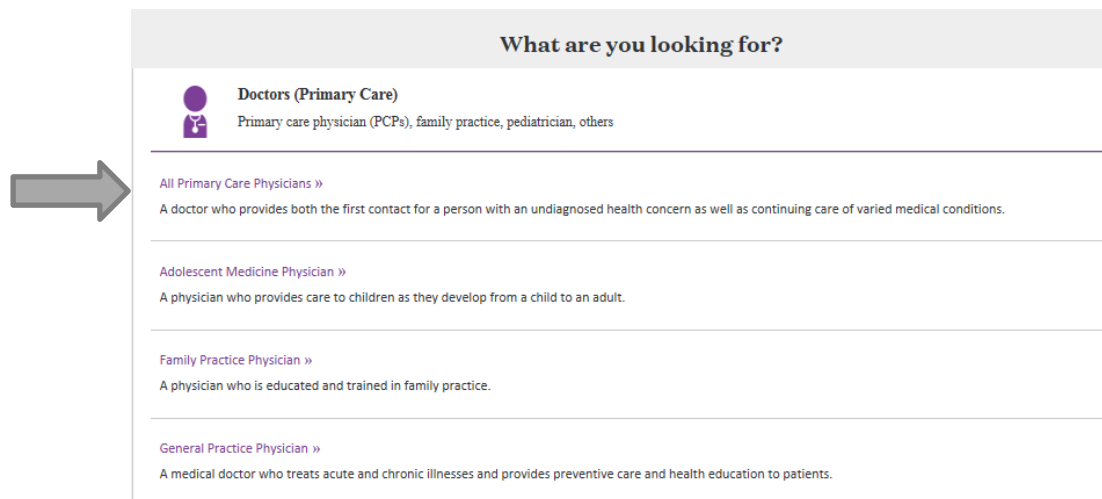 What are you looking for?
Doctors (Primary Care)
Primary care physician (PCPs), family practice, pediatrician, others
All Primary Care Physicians »
A doctor who provides both the first contact for a person with an undiagnosed health concern as well as continuing care of varied medical conditions.
Adolescent Medicine Physician »
A physician who provides care to children as they develop from a child to an adult.
Family Practice Physician »
A physician who is educated and trained in family practice.
General Practice Physician »
A medical doctor who treats acute and chronic illnesses and provides preventive care and health education to patients.